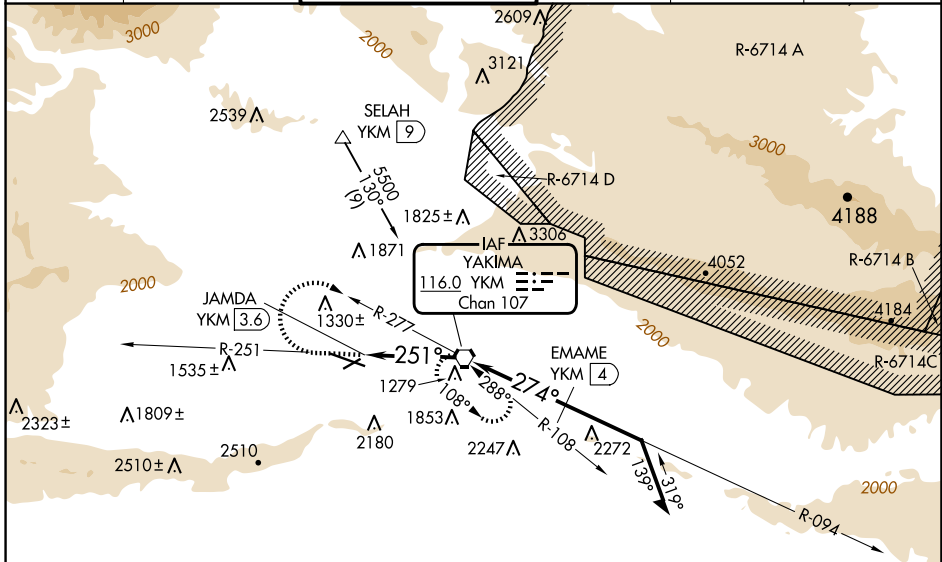 3000
2000
2609
3121
R-6714 A
2539
SELAH
YKM 9
3000
5500
130°
(9)
R-6714 D
4188
1825 ±
3306
1871
IAF
YAKIMA
116.0 YKM
Chan 107
4052
R-6714 B
2000
JAMDA
YKM 3.6
1330 ±
R-277
4184
2000
R-6714C
R-251
251°
EMAME
YKM 4
1535 ±
1279
288°
274°
108°
2323 ±
1809 ±
1853
R-108
2180
2247
2272
2510
2510 ±
139°
319°
2000
R-094